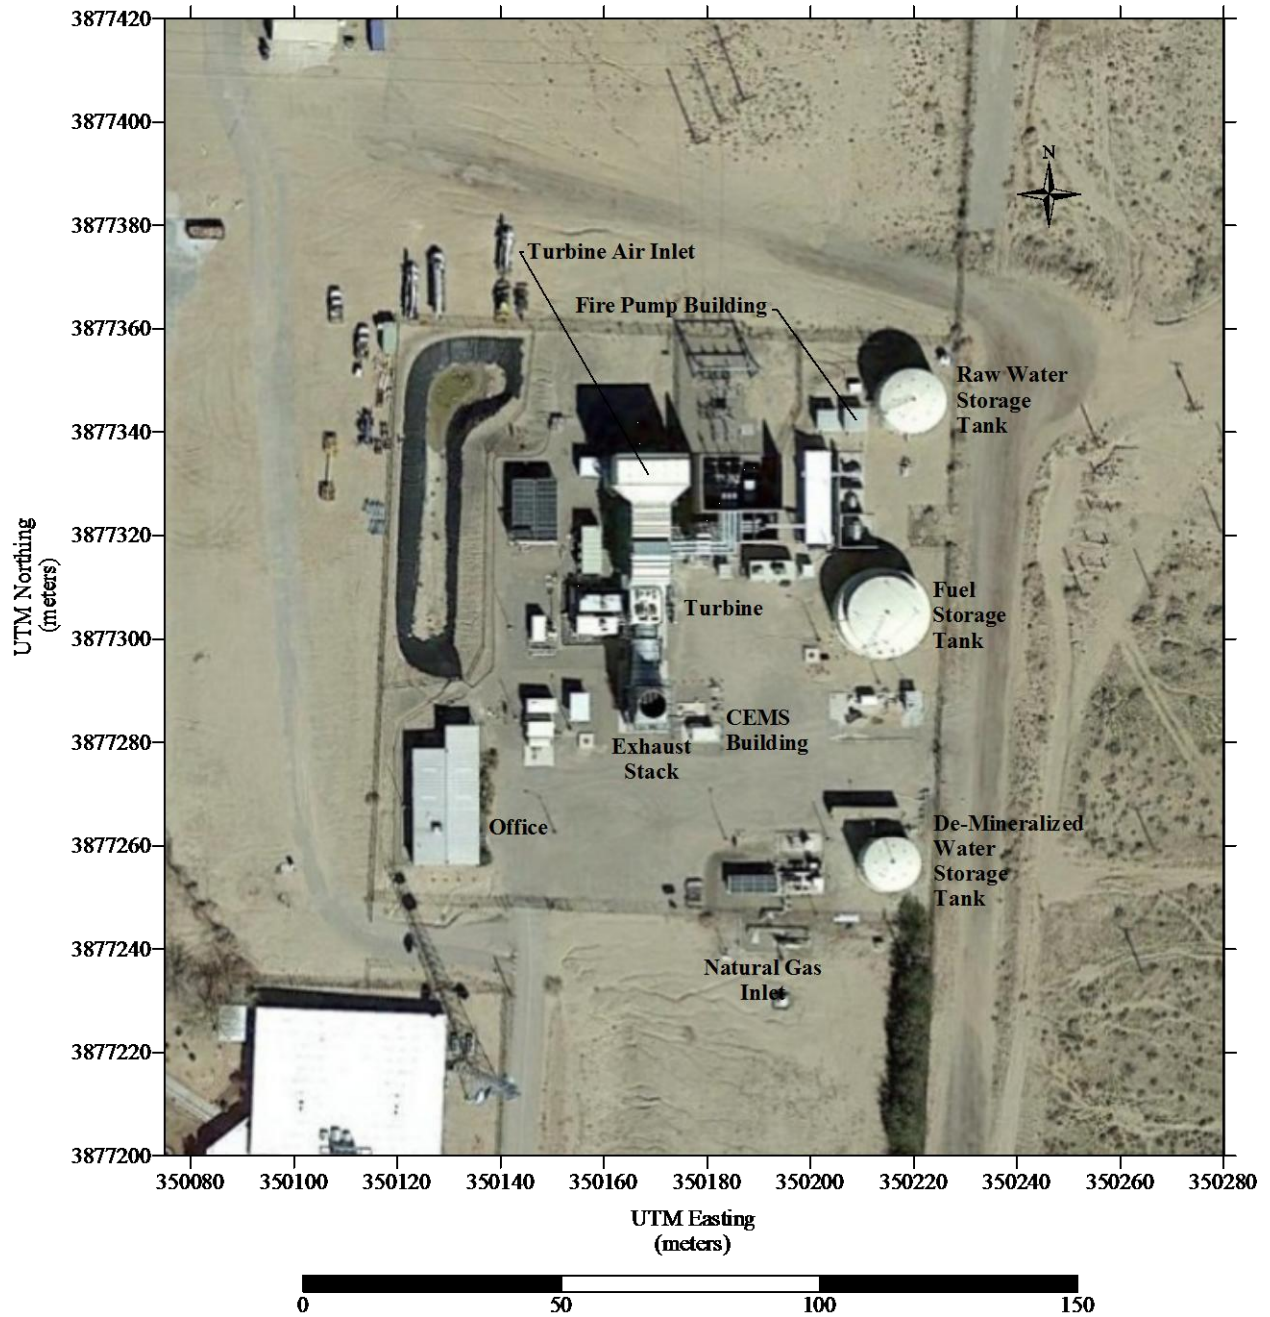 3877420
3877400
N
3877380
Turbine Air Inlet
Fire Pump Building
3877360
Raw Water
Storage
Tank
3877340
3877320
UTM Northing
(meters)
Fuel
Storage
Tank
Turbine
3877300
CEMS
Building
Exhaust
Stack
3877280
Office
De-Mineralized
Water
Storage
Tank
3877260
3877240
Natural Gas
Inlet
3877220
3877200
350080 350100 350120 350140 350160 350180 350200 350220 350240 350260 350280
UTM Easting
(meters)
0 50 100 150